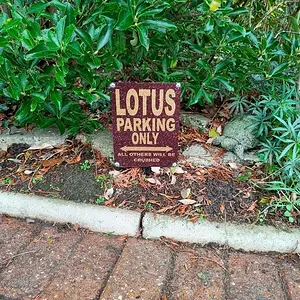 LOTUS
PARKING
ONLY
ALL OTHERS WILL BE
CRUSHED